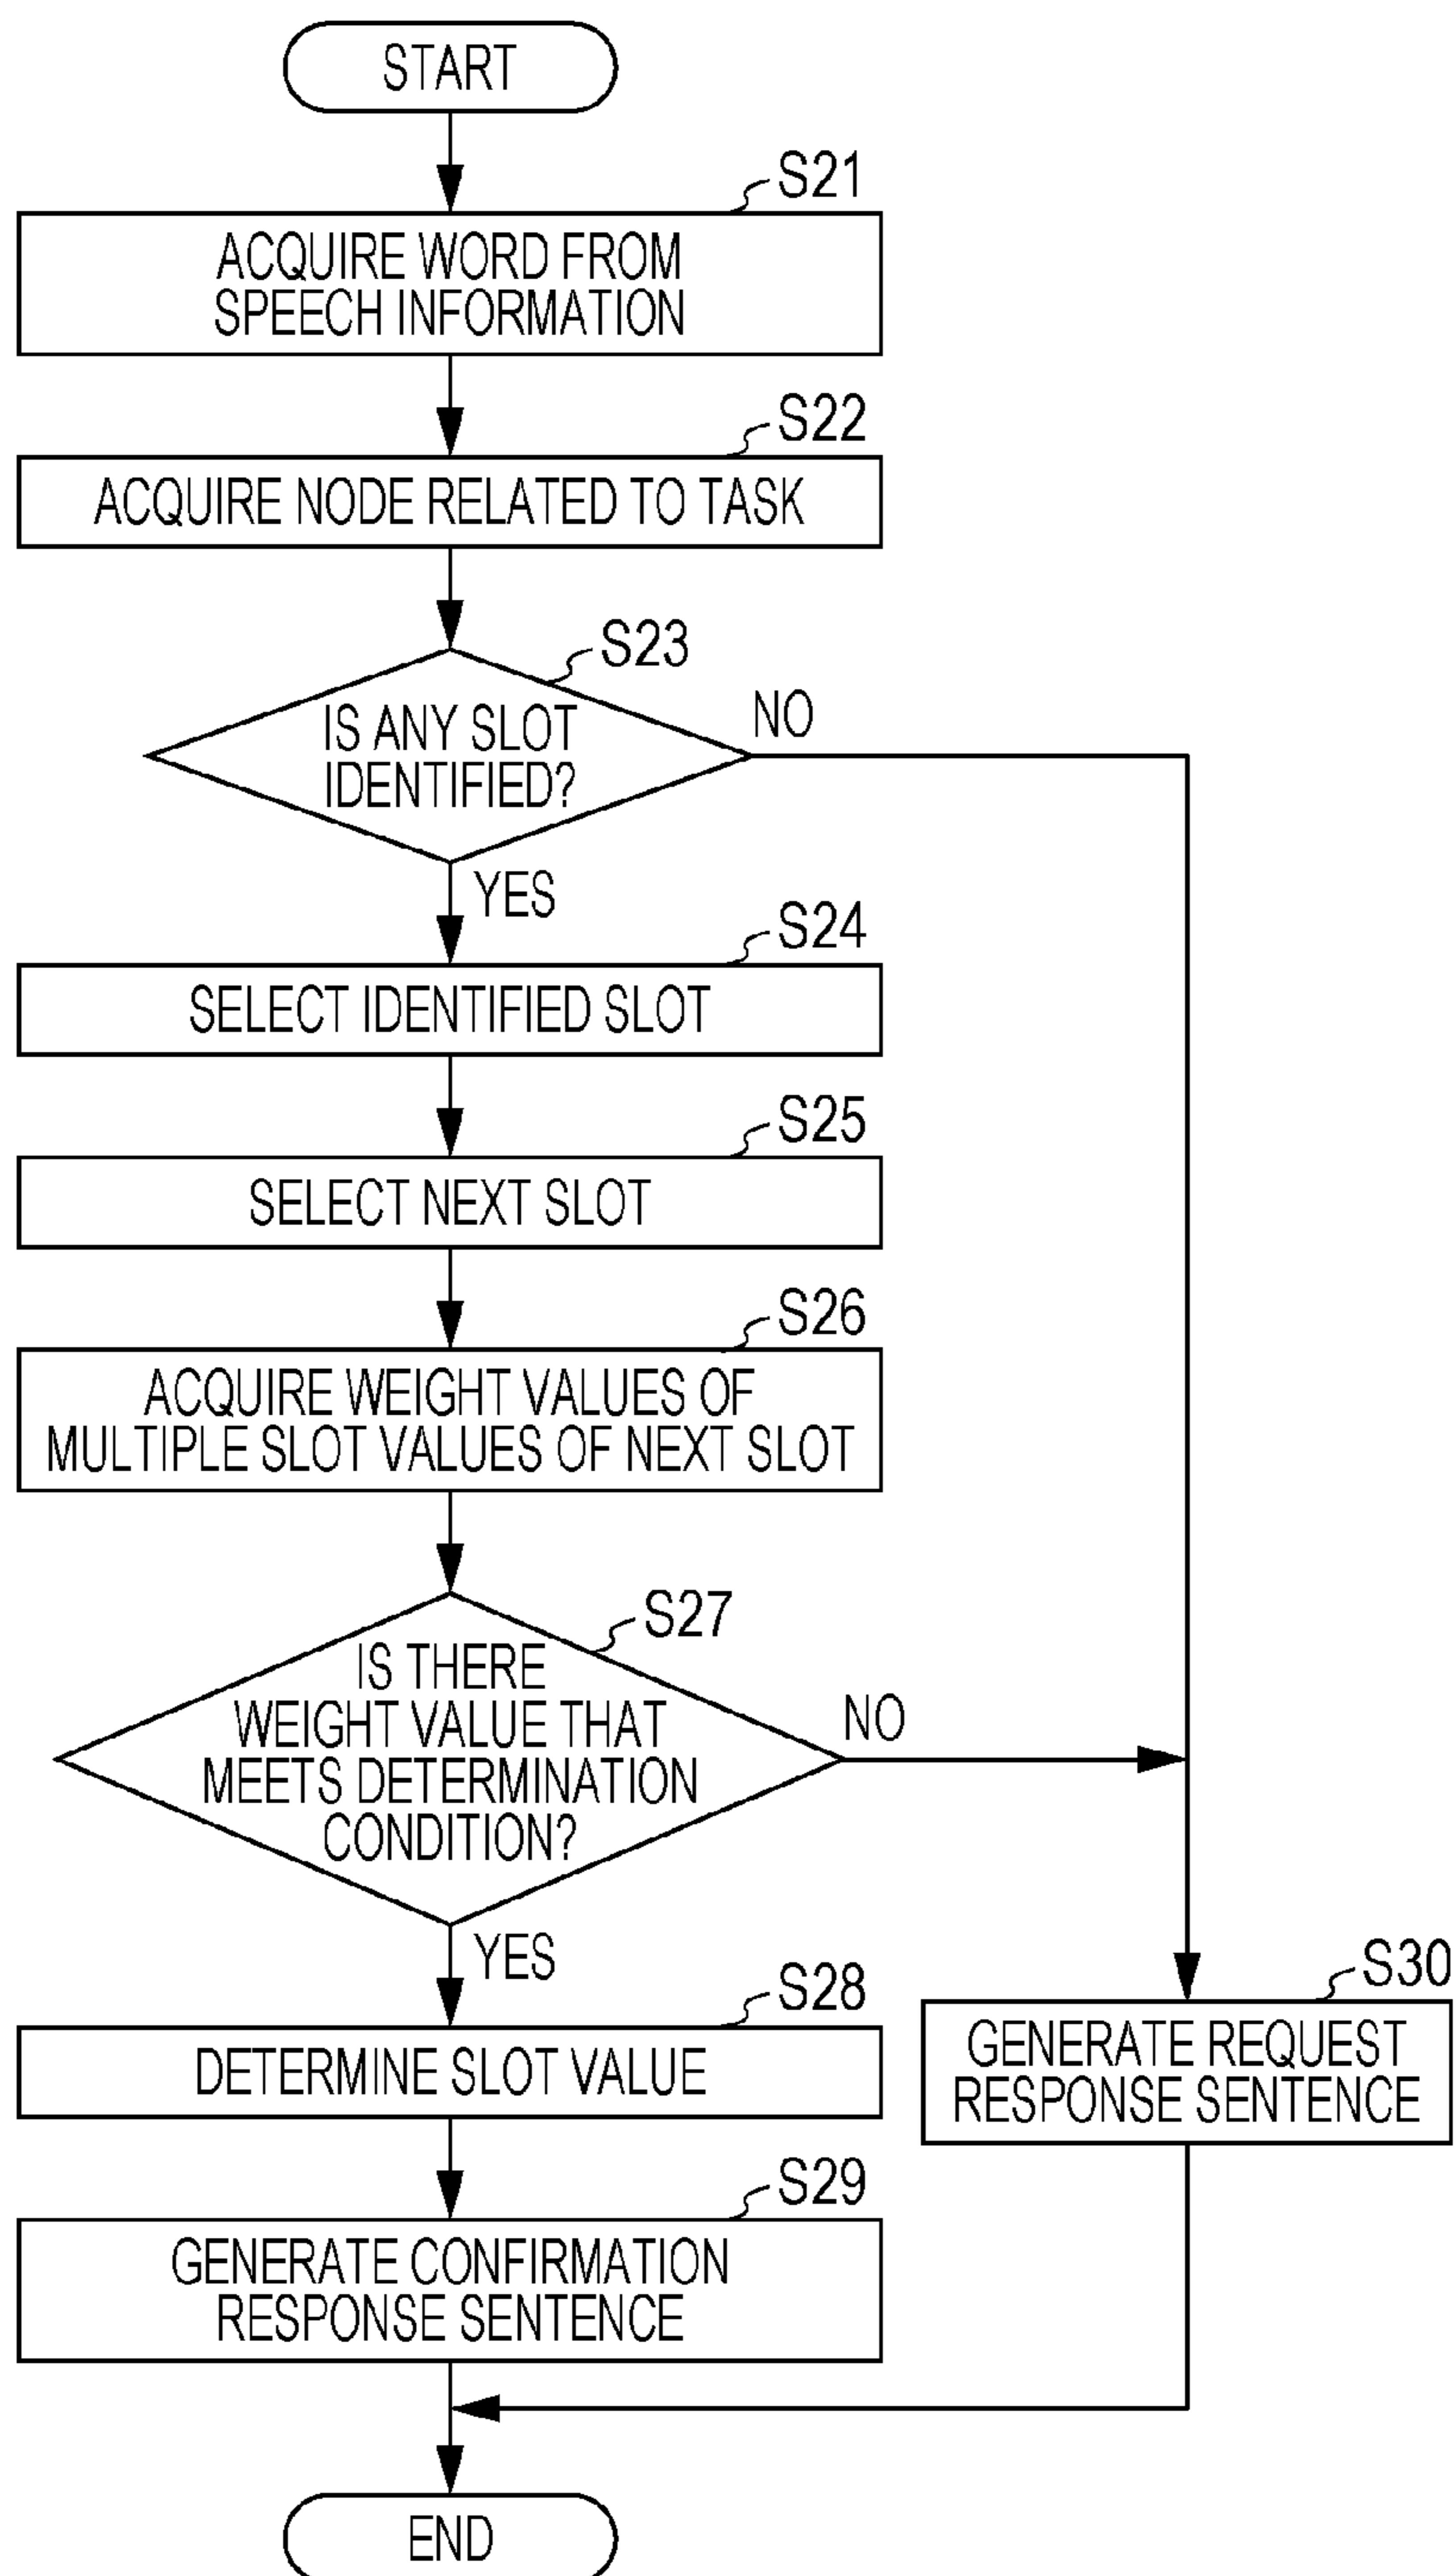 START
S21
ACQUIRE WORD FROM
SPEECH INFORMATION
S22
ACQUIRE NODE RELATED TO TASK
S23
IS ANY SLOT
IDENTIFIED?
NO
YES
S24
SELECT IDENTIFIED SLOT
S25
SELECT NEXT SLOT
S26
ACQUIRE WEIGHT VALUES OF
MULTIPLE SLOT VALUES OF NEXT SLOT
S27
IS THERE
WEIGHT VALUE THAT
MEETS DETERMINATION
CONDITION?
NO
YES
S28
DETERMINE SLOT VALUE
S29
GENERATE CONFIRMATION
RESPONSE SENTENCE
S30
GENERATE REQUEST
RESPONSE SENTENCE
END